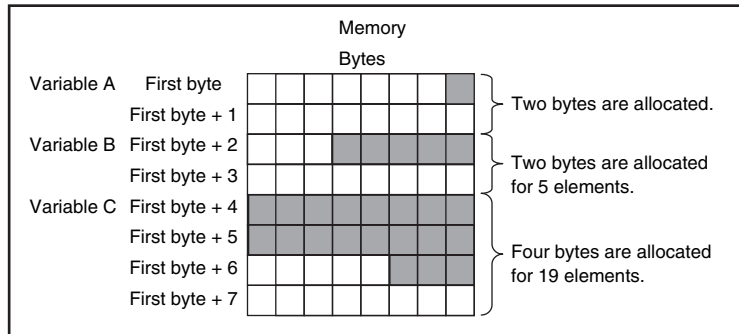 Memory
Bytes
Variable A First byte
First byte + 1
Two bytes are allocated.
Variable B First byte + 2
First byte + 3
Two bytes are allocated
for 5 elements.
Variable C First byte + 4
First byte + 5
First byte + 6
First byte + 7
Four bytes are allocated
for 19 elements.